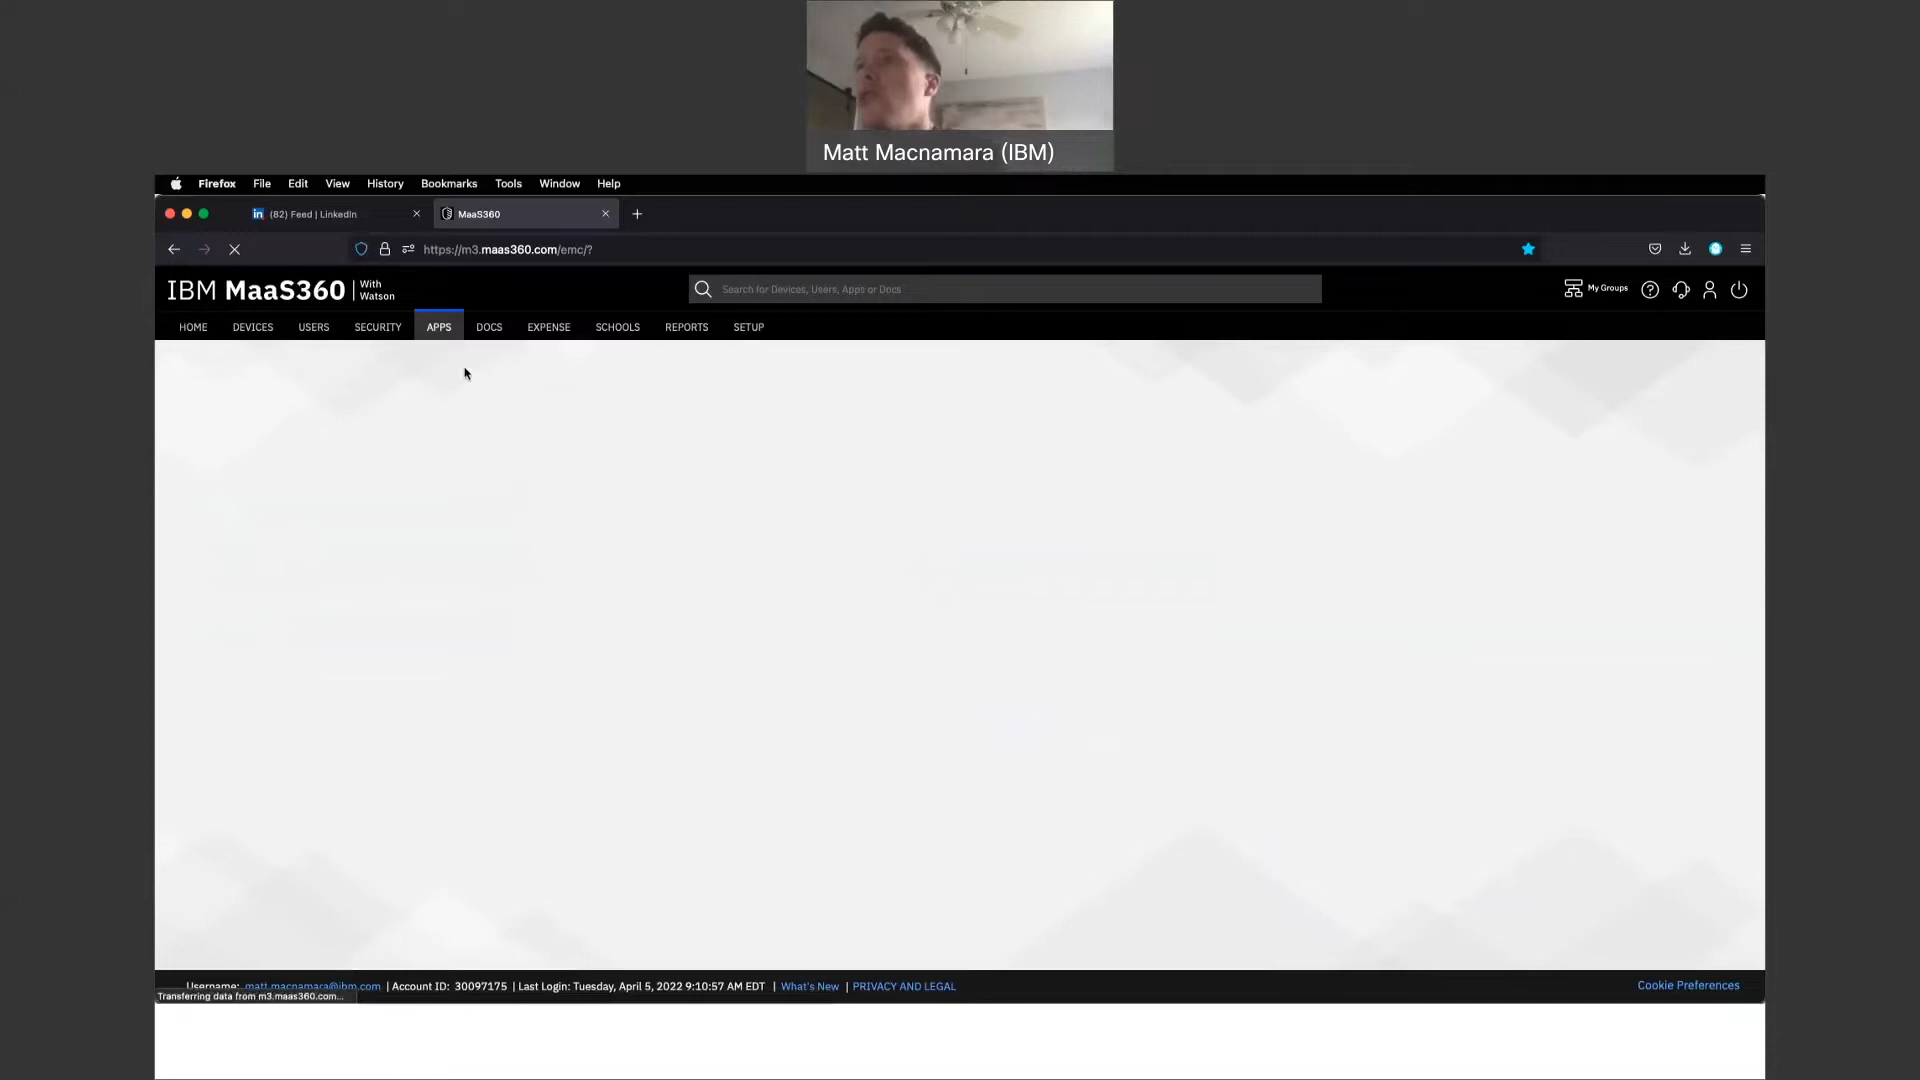 Matt Macnamara (IBM)
Firefox File Edit View History Bookmarks Tools Window Help
in (82) Feed | LinkedIn × MaaS360 × +
https://m3.maas360.com/emc/?
IBM MaaS360 | With Watson
Search for Devices, Users, Apps or Docs
My Groups
HOME DEVICES USERS SECURITY APPS DOCS EXPENSE SCHOOLS REPORTS SETUP
Username: matt.macnamara@ibm.com | Account ID: 30097175 | Last Login: Tuesday, April 5, 2022 9:10:57 AM EDT | What's New | PRIVACY AND LEGAL Cookie Preferences
Transferring data from m3.maas360.com...